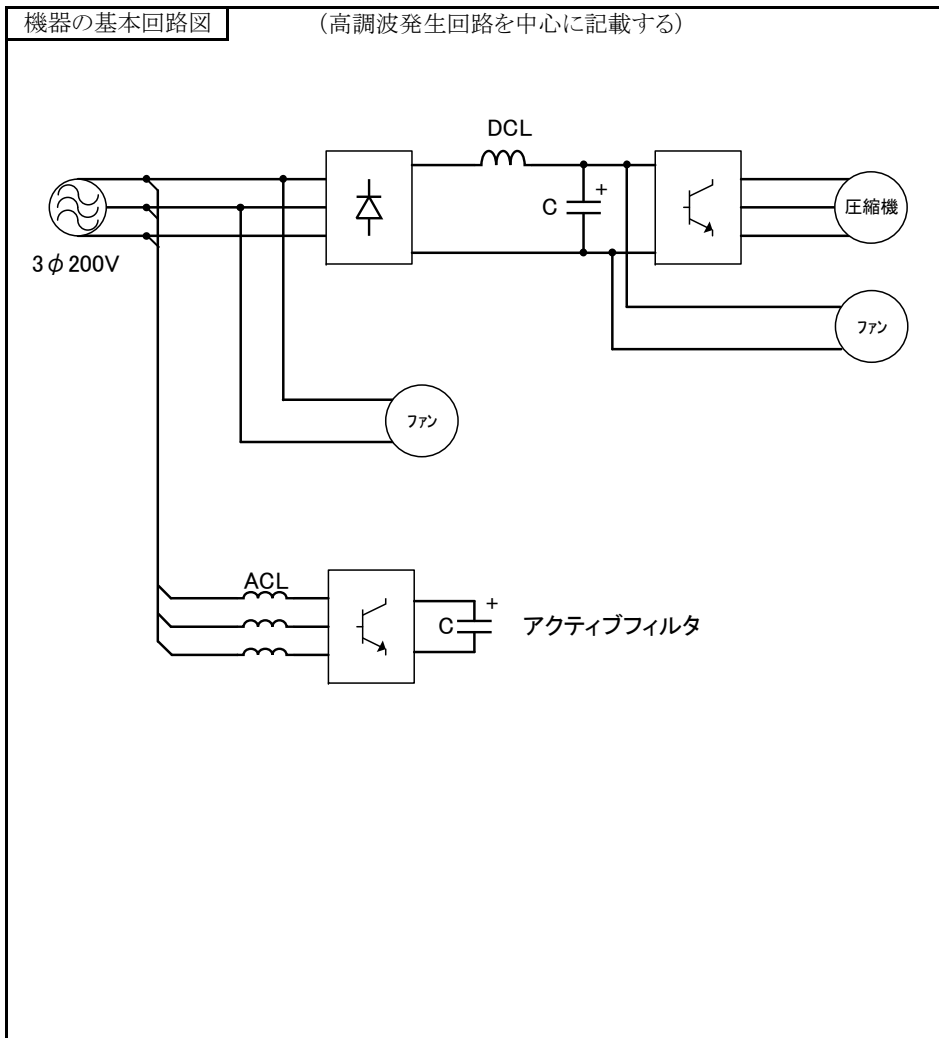 機器の基本回路図
(高調波発生回路を中心に記載する)
DCL
C
+
圧縮機
3φ200V
ファン
ファン
ACL
C
+
アクティブフィルタ